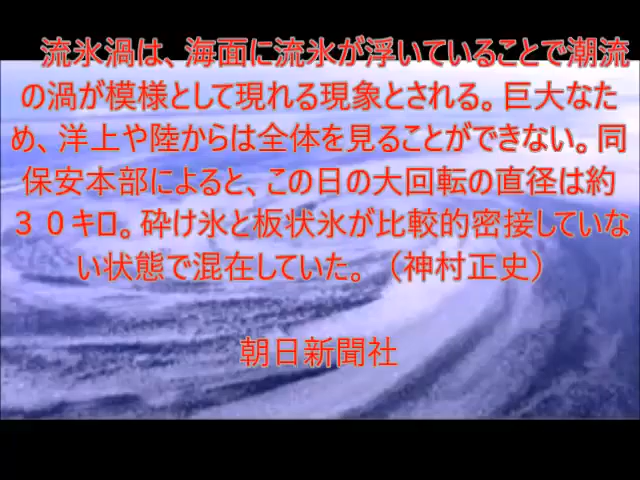 流氷渦は、海面に流氷が浮いていることで潮流
の渦が模様として現れる現象とされる。巨大なた
め、洋上や陸からは全体を見ることができない。同
保安本部によると、この日の大回転の直径は約
３０キロ。砕け氷と板状氷が比較的密接していな
い状態で混在していた。（神村正史）
朝日新聞社